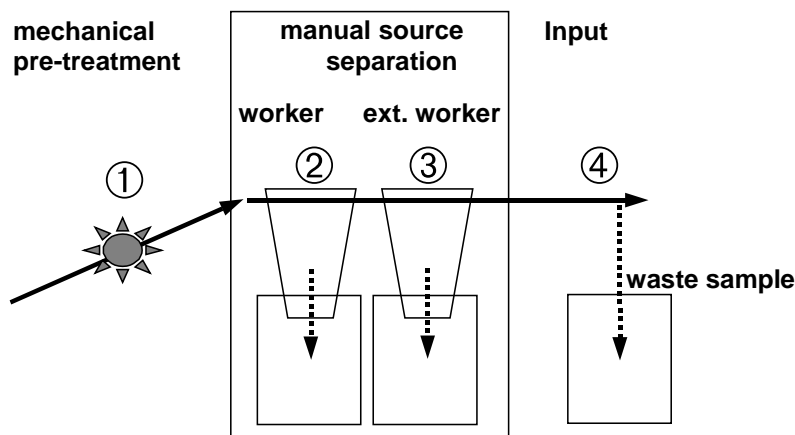 mechanical
pre-treatment
manual source
separation
Input
worker
ext. worker
①
②
③
④
waste sample